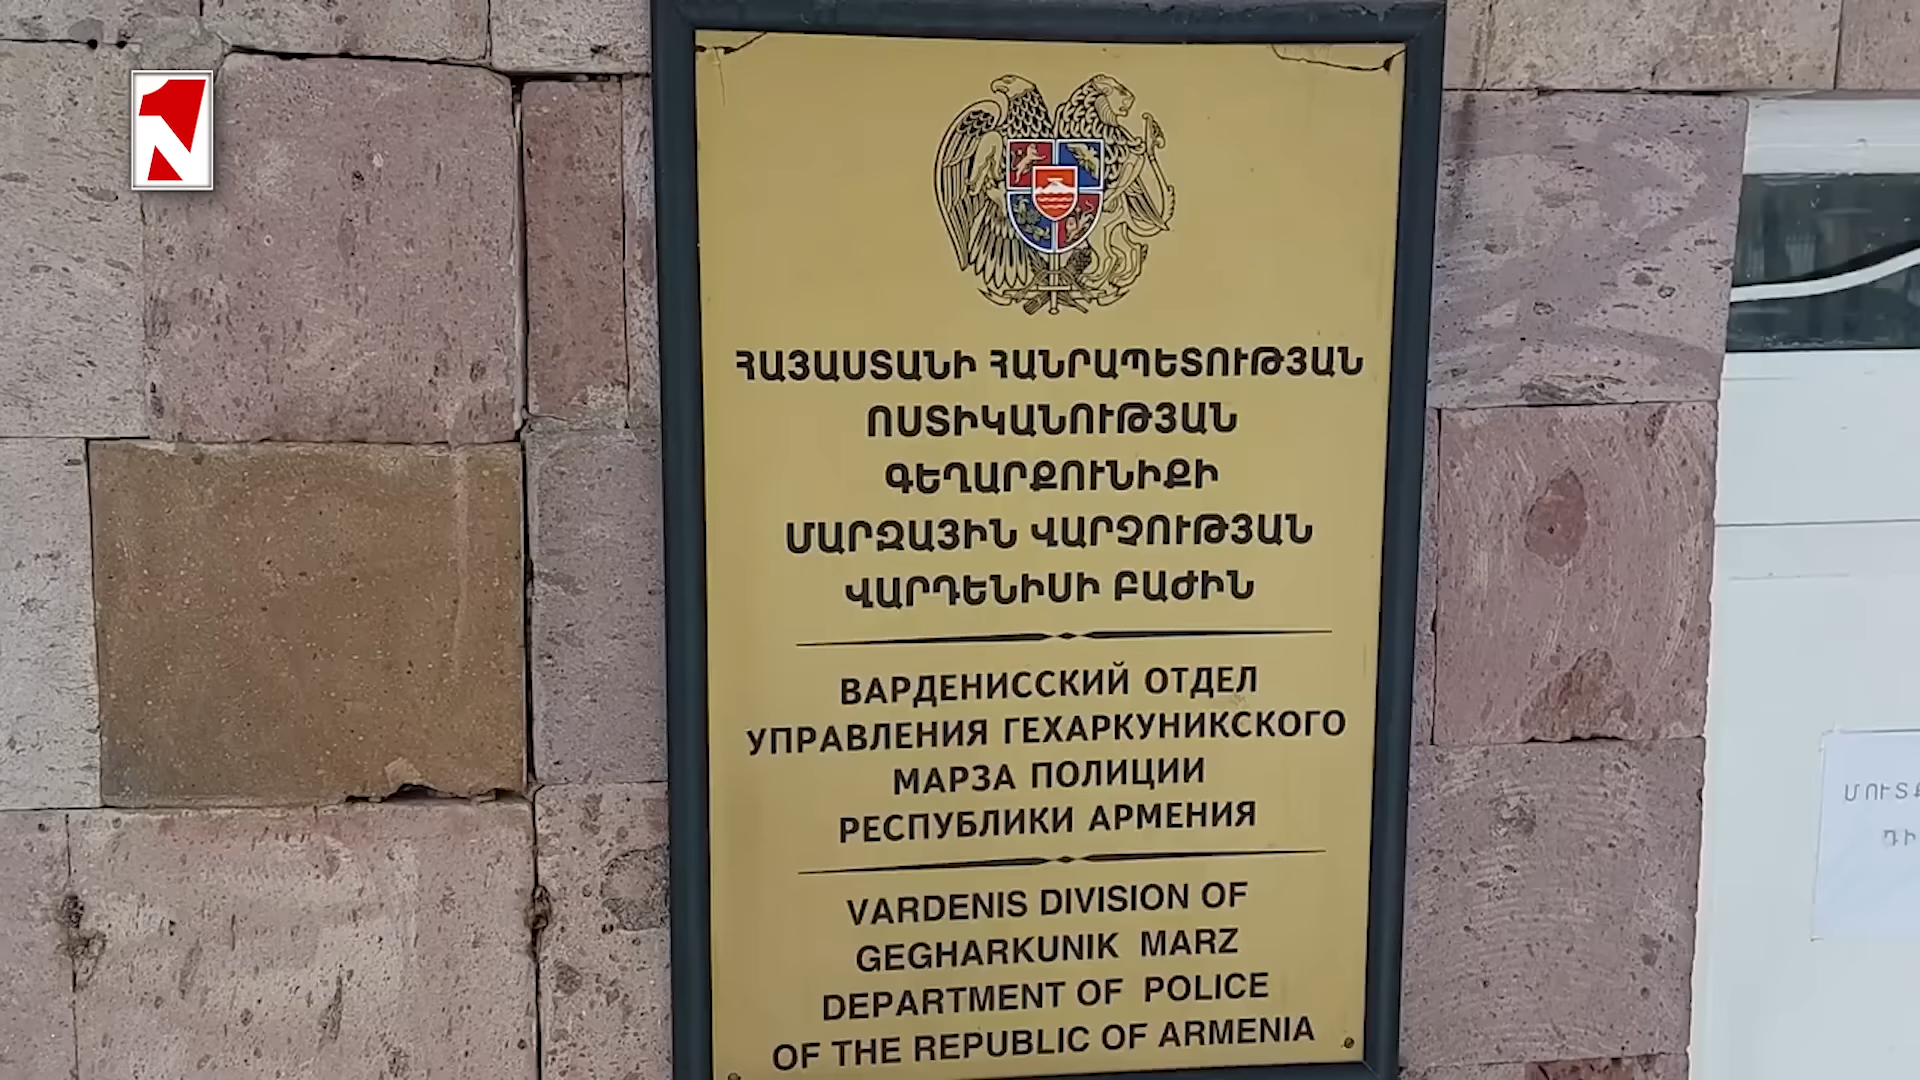 ՀԱՅԱՍՏԱՆԻ ՀԱՆՐԱՊԵՏՈՒԹՅԱՆ
ՈՍՏԻԿԱՆՈՒԹՅԱՆ
ԳԵՂԱՐՔՈՒՆԻՔԻ
ՄԱՐԶԱՅԻՆ ՎԱՐՉՈՒԹՅԱՆ
ՎԱՐԴԵՆԻՍԻ ԲԱԺԻՆ
ВАРДЕНИССКИЙ ОТДЕЛ
УПРАВЛЕНИЯ ГЕХАРКУНИКСКОГО
МАРЗА ПОЛИЦИИ
РЕСПУБЛИКИ АРМЕНИЯ
VARDENIS DIVISION OF
GEGHARKUNIK MARZ
DEPARTMENT OF POLICE
OF THE REPUBLIC OF ARMENIA